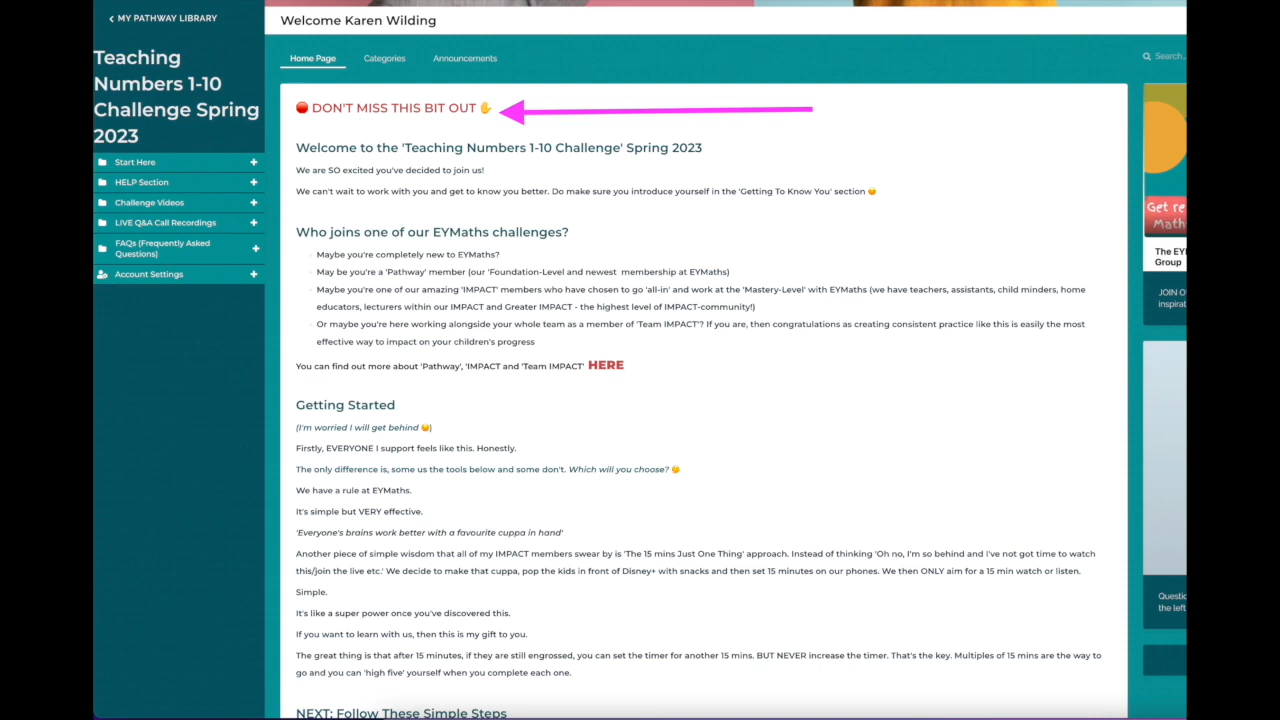 MY PATHWAY LIBRARY
Teaching
Numbers 1-10
Challenge Spring
2023
Start Here
HELP Section
Challenge Videos
LIVE Q&A Call Recordings
FAQs (Frequently Asked
Questions)
Account Settings
Welcome Karen Wilding
Home Page
Categories
Announcements
Search...
DON'T MISS THIS BIT OUT
Welcome to the 'Teaching Numbers 1-10 Challenge' Spring 2023
We are SO excited you've decided to join us!
We can't wait to work with you and get to know you better. Do make sure you introduce yourself in the 'Getting To Know You' section
Who joins one of our EYMaths challenges?
Maybe you're completely new to EYMaths?
May be you're a 'Pathway' member (our 'Foundation-Level and newest membership at EYMaths)
Maybe you're one of our amazing 'IMPACT' members who have chosen to go 'all-in' and work at the 'Mastery-Level' with EYMaths (we have teachers, assistants, child minders, home
educators, lecturers within our IMPACT and Greater IMPACT - the highest level of IMPACT-community!)
Or maybe you're here working alongside your whole team as a member of 'Team IMPACT'? If you are, then congratulations as creating consistent practice like this is easily the most
effective way to impact on your children's progress
You can find out more about 'Pathway', 'IMPACT and 'Team IMPACT' HERE
Getting Started
(I'm worried I will get behind )
Firstly, EVERYONE I support feels like this. Honestly.
The only difference is, some us the tools below and some don't. Which will you choose?
We have a rule at EYMaths.
It's simple but VERY effective.
'Everyone's brains work better with a favourite cuppa in hand'
Another piece of simple wisdom that all of my IMPACT members swear by is 'The 15 mins Just One Thing' approach. Instead of thinking 'Oh no, I'm so behind and I've not got time to watch
this/join the live etc.' We decide to make that cuppa, pop the kids in front of Disney+ with snacks and then set 15 minutes on our phones. We then ONLY aim for a 15 min watch or listen.
Simple.
It's like a super power once you've discovered this.
If you want to learn with us, then this is my gift to you.
The great thing is that after 15 minutes, if they are still engrossed, you can set the timer for another 15 mins. BUT NEVER increase the timer. That's the key. Multiples of 15 mins are the way to
go and you can 'high five' yourself when you complete each one.
NEXT: Follow These Simple Steps
Get re
Math
The EY
Group
JOIN O
inspirat
Questio
the left